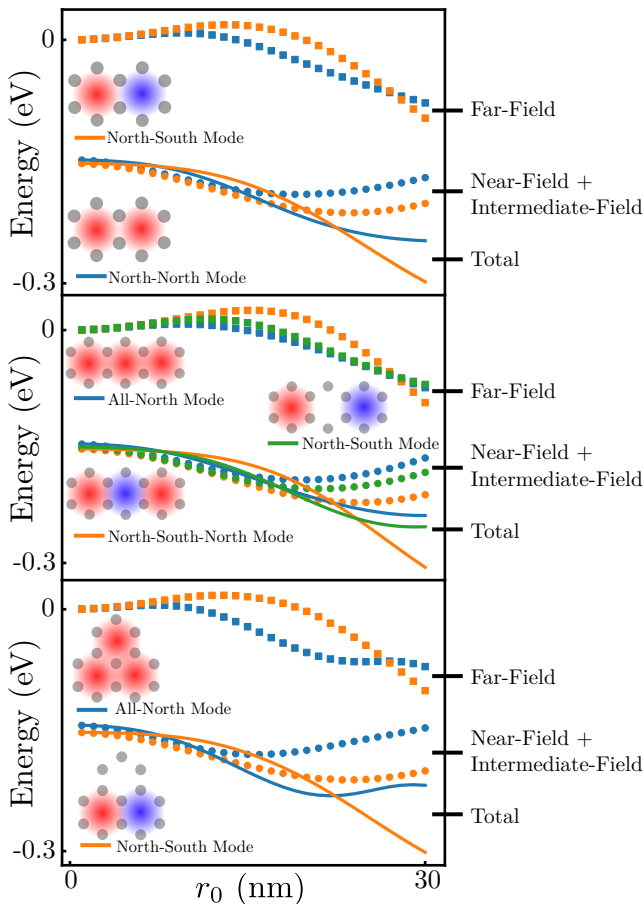 0
Energy (eV)
North-South Mode
North-North Mode
-0.3
Far-Field
Near-Field +
Intermediate-Field
Total
0
Energy (eV)
All-North Mode
North-South Mode
North-South-North Mode
-0.3
Far-Field
Near-Field +
Intermediate-Field
Total
0
Energy (eV)
All-North Mode
North-South Mode
-0.3
Far-Field
Near-Field +
Intermediate-Field
Total
0
30
r₀ (nm)